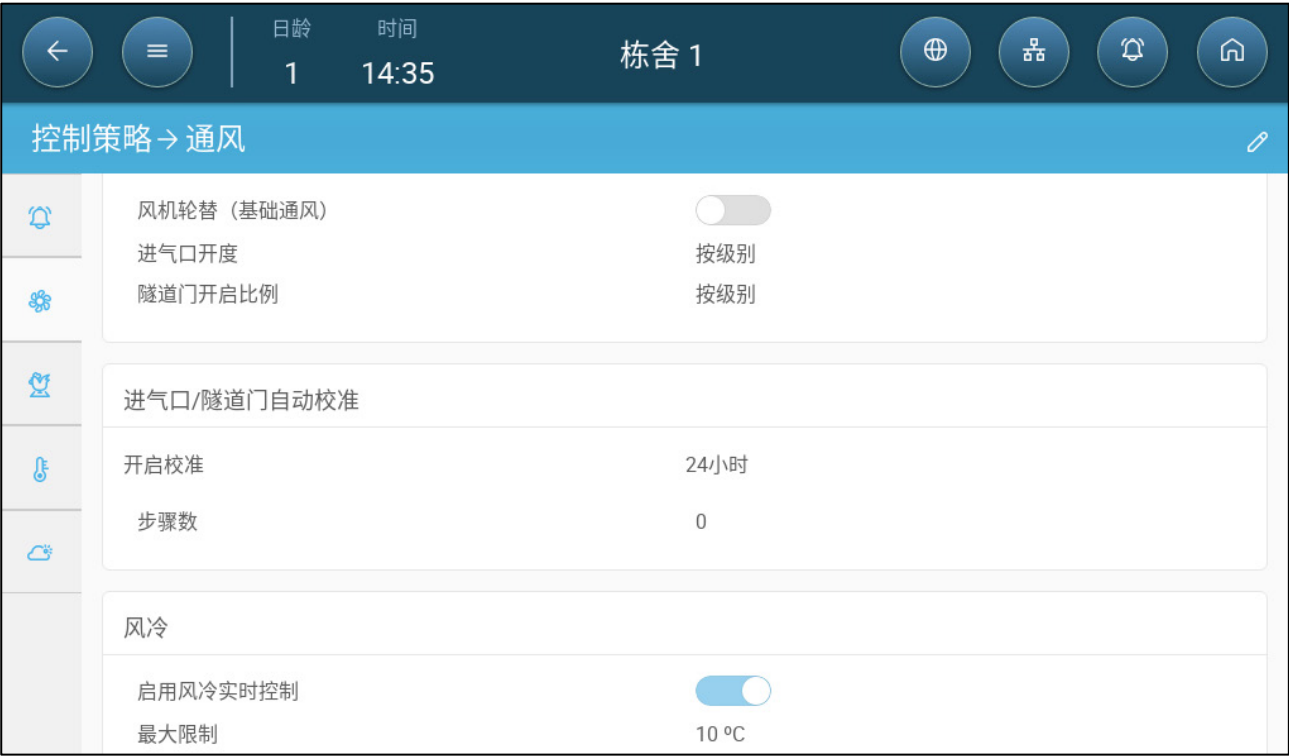 日龄 时间
1 14:35 栋舍 1
控制策略→通风
风机轮替（基础通风）
进气口开度 按级别
隧道门开启比例 按级别
进气口/隧道门自动校准
开启校准 24小时
步骤数 0
风冷
启用风冷实时控制
最大限制 10 ºC